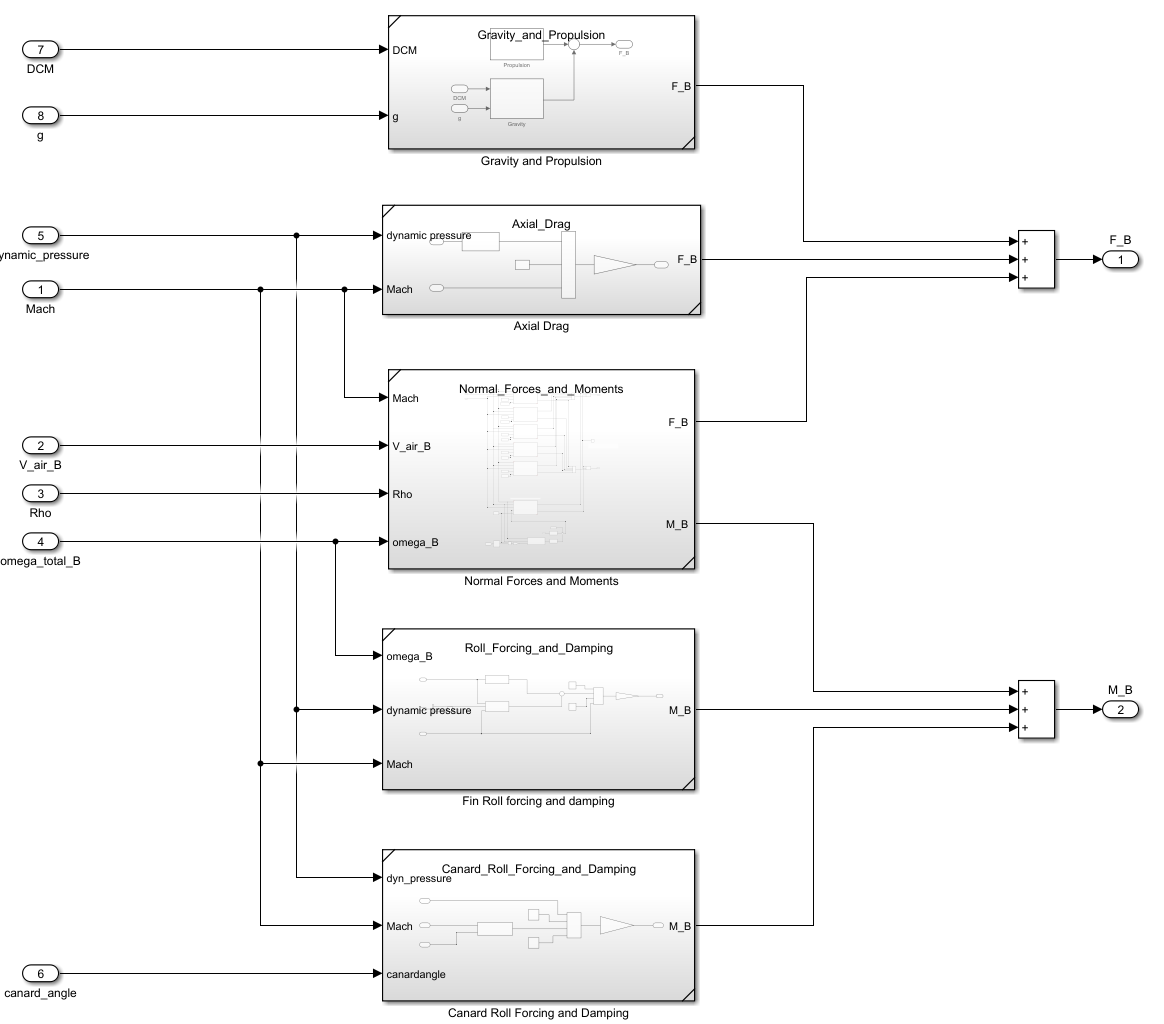 7
DCM
8
g
DCM
g
Gravity_and_Propulsion
Propulsion
F_B
DCM
g
Gravity
F_B
Gravity and Propulsion
5
ynamic_pressure
1
Mach
dynamic pressure
Mach
Axial_Drag
F_B
Axial Drag
+
+
+
F_B
1
2
V_air_B
3
Rho
4
omega_total_B
Mach
V_air_B
Rho
omega_B
Normal_Forces_and_Moments
F_B
M_B
Normal Forces and Moments
omega_B
dynamic pressure
Mach
Roll_Forcing_and_Damping
M_B
Fin Roll forcing and damping
+
+
+
M_B
2
6
canard_angle
dyn_pressure
Mach
canardangle
Canard_Roll_Forcing_and_Damping
M_B
Canard Roll Forcing and Damping